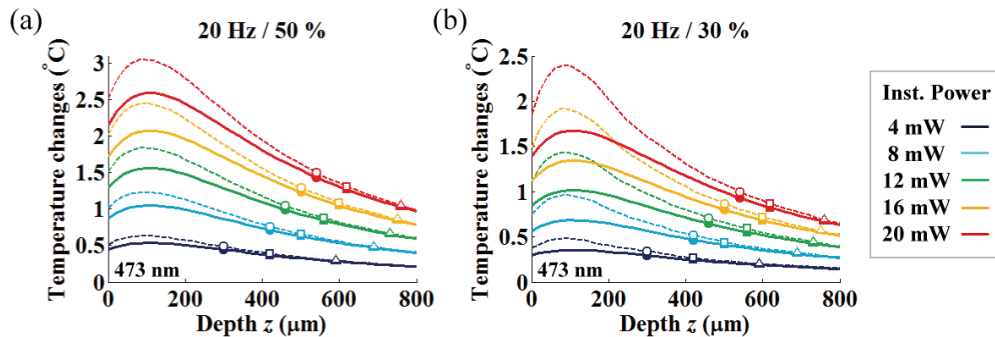 (a)
20 Hz / 50 %
Temperature changes (˚C)
3
2.5
2
1.5
1
0.5
0
473 nm
0 200 400 600 800
Depth z (μm)
(b)
20 Hz / 30 %
Temperature changes (˚C)
2.5
2
1.5
1
0.5
0
473 nm
0 200 400 600 800
Depth z (μm)
Inst. Power
4 mW
8 mW
12 mW
16 mW
20 mW